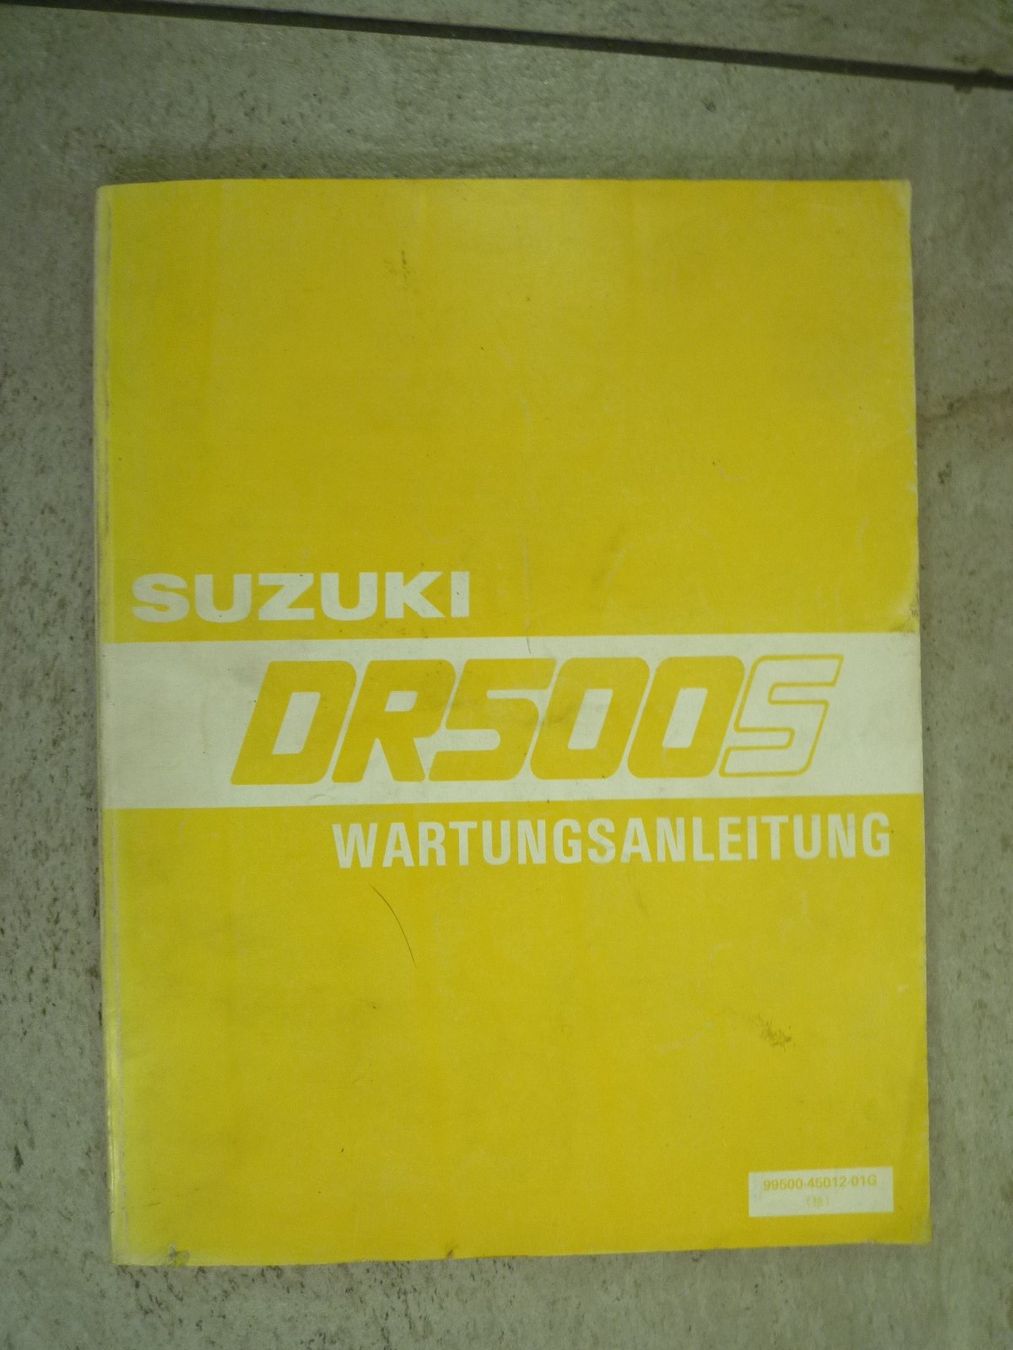 SUZUKI
DR500S
WARTUNGSANLEITUNG
99500-45012-01G